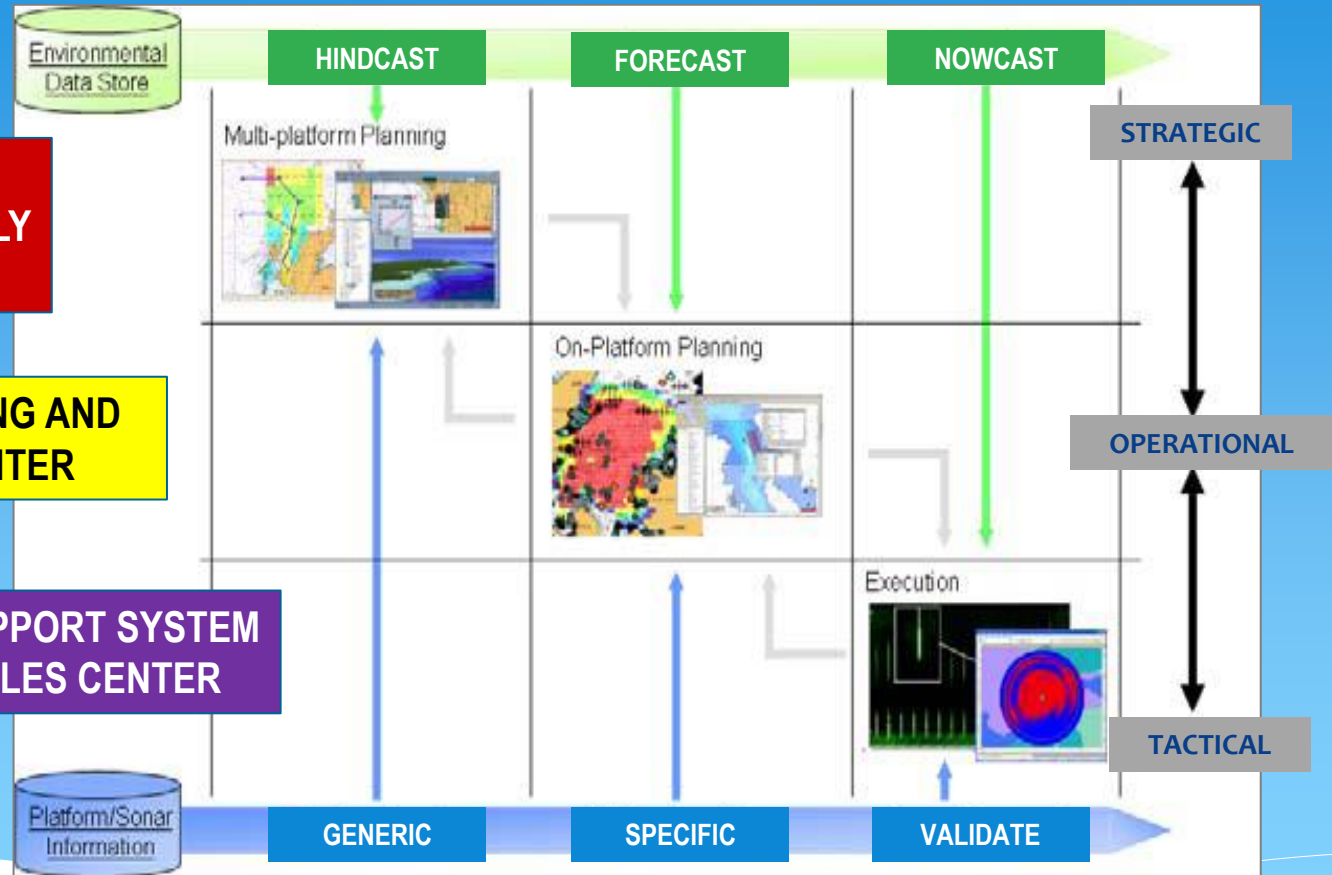 Environmental
Data Store
HINDCAST
FORECAST
NOWCAST
Multi-platform Planning
STRATEGIC
LY
On-Platform Planning
NG AND
NTER
OPERATIONAL
Execution
PPORT SYSTEM
LES CENTER
TACTICAL
Platform/Sonar
Information
GENERIC
SPECIFIC
VALIDATE